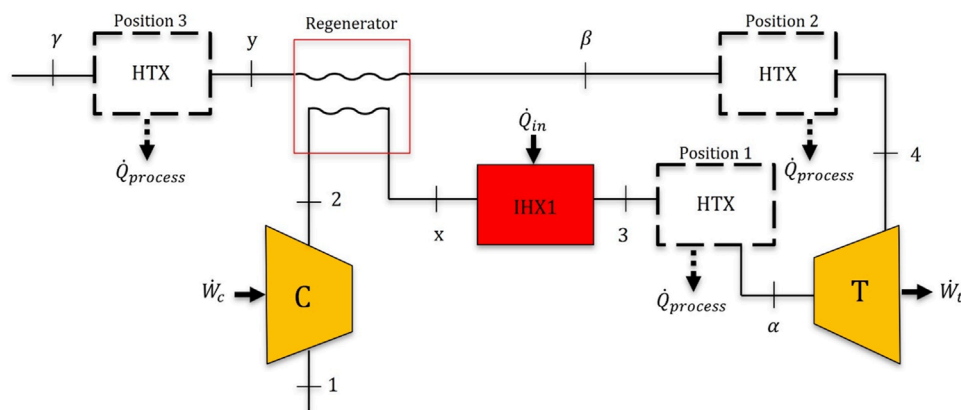 Position 3
Regenerator
Position 2
γ
y
β
HTX
HTX
Q̇process
Q̇in
Position 1
Q̇process
4
2
x
IHX1
3
HTX
Ẇc
C
Q̇process
α
T
Ẇt
1